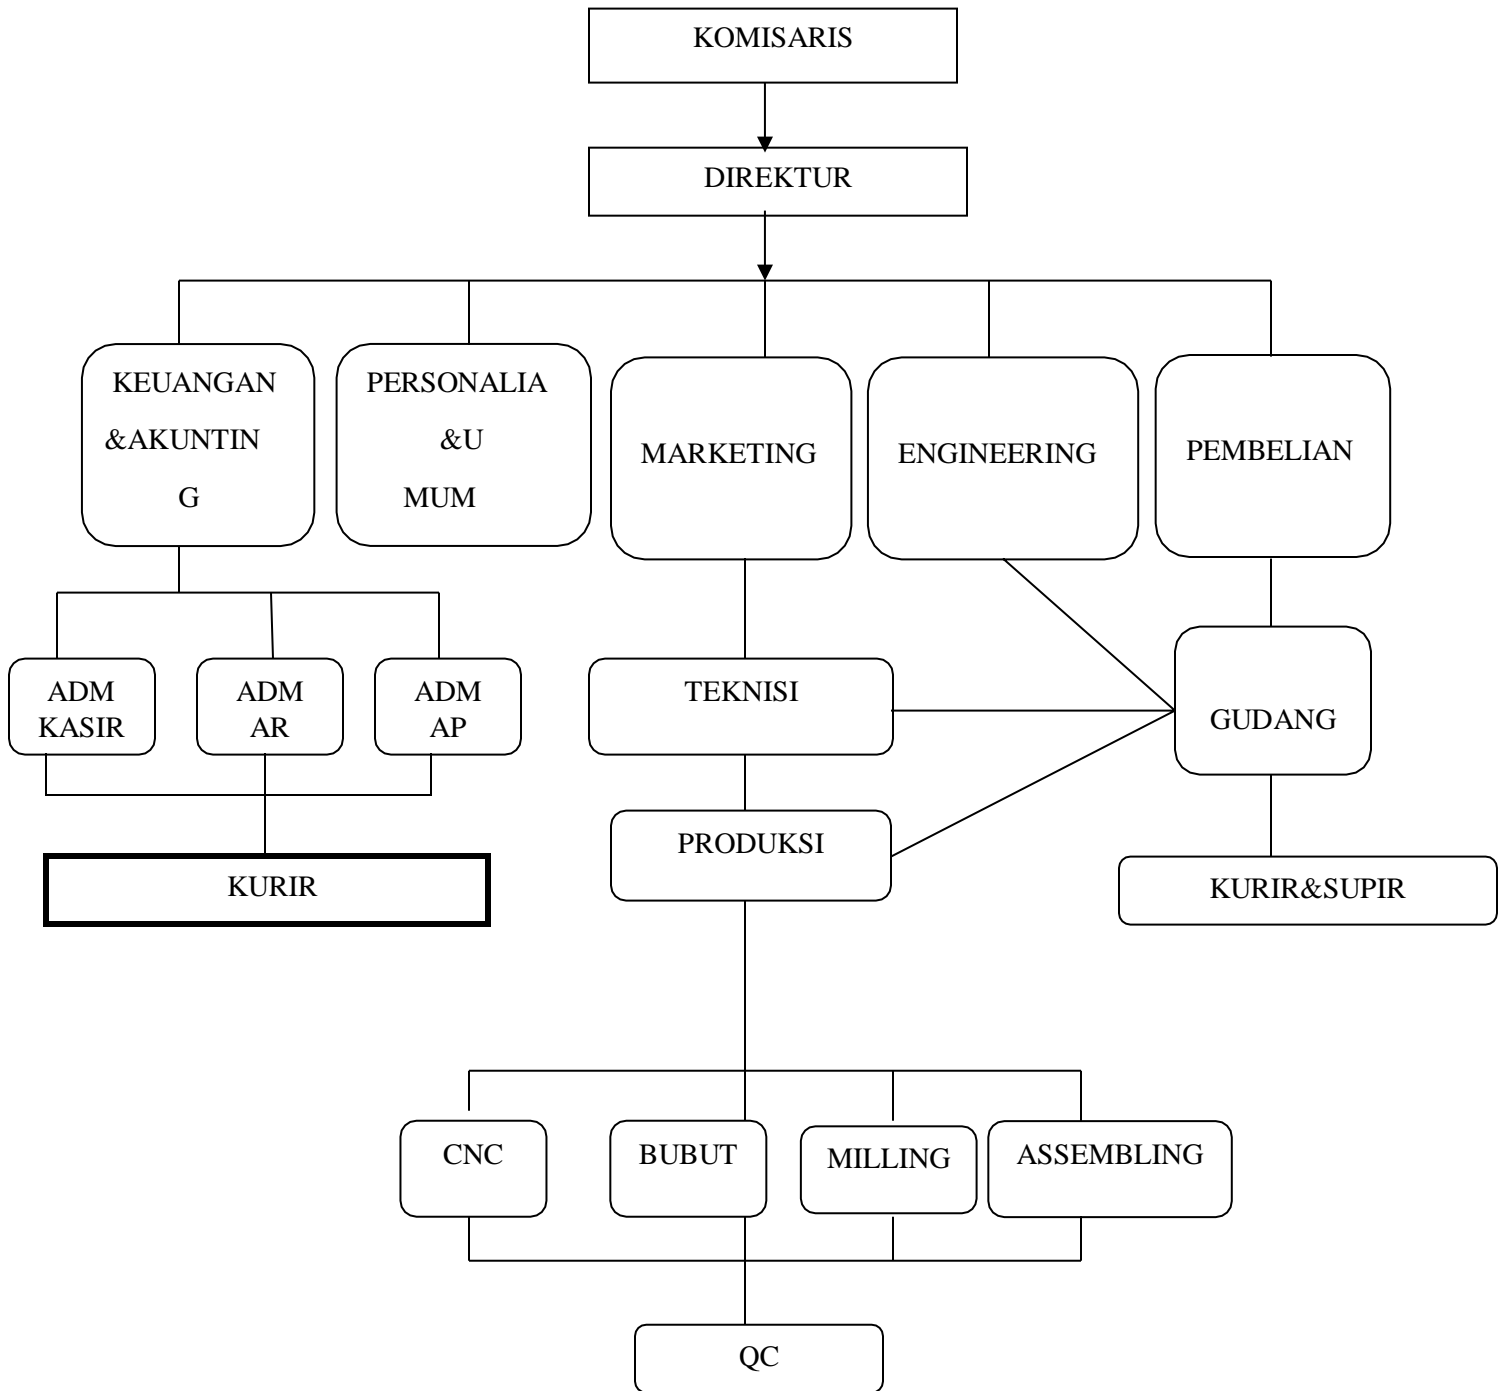 KOMISARIS
DIREKTUR
KEUANGAN
&AKUNTIN
G
PERSONALIA
&U
MUM
MARKETING
ENGINEERING
PEMBELIAN
ADM
KASIR
ADM
AR
ADM
AP
TEKNISI
GUDANG
PRODUKSI
KURIR
KURIR&SUPIR
CNC
BUBUT
MILLING
ASSEMBLING
QC